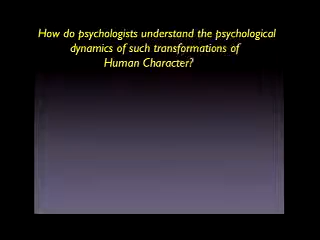 How do psychologists understand the psychological
dynamics of such transformations of
Human Character?